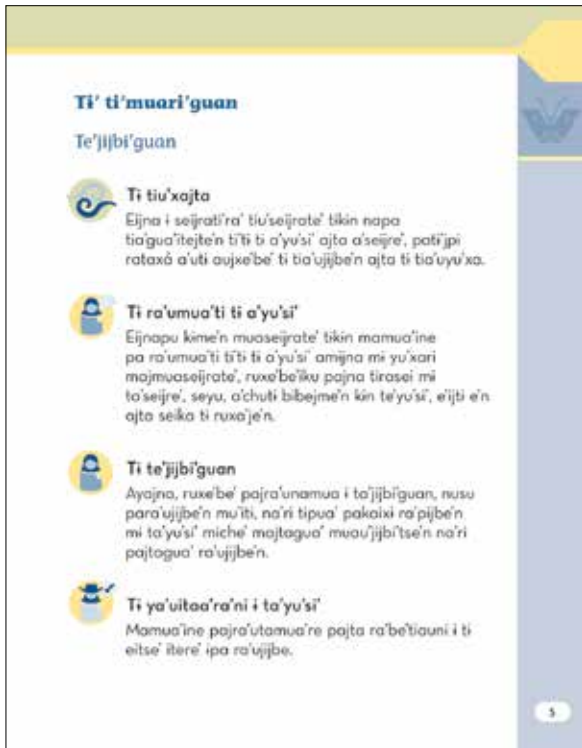 Ti' ti'muari'guan
Te'jijbi'guan
Ti tiu'xajta
Eijna i seijrati'ra' tiu'seijrate' tikin napa
tia'gua'itejte'n ti'ti ti a'yu'si' ajta a'seijre', pati'jpi
rataxá a'uti aujxe'be' ti tia'ujijbe'n ajta ti tia'uyu'xa.
Ti ra'umua'ti ti a'yu'si'
Eijnapu kime'n muaseijrate' tikin mamua'ine
pa ra'umua'ti ti'ti ti a'yu'si' amijna mi yu'xari
majmuaseijrate', ruxe'be'iku pajna tirasei mi
ta'seijre', seyu, a'chuti bibejme'n kin te'yu'si', e'ijti e'n
ajta seika ti ruxa'je'n.
Ti te'jijbi'guan
Ayajna, ruxe'be' pajra'unamua i ta'jijbi'guan, nusu
para'ujijbe'n mu'iti, na'ri tipua' pakaixi ra'pijbe'n
mi ta'yu'si' miche' majtagua' muau'jijbi'tse'n na'ri
pajtagua' ra'ujijbe'n.
Ti ya'uitaa'ra'ni i ta'yu'si'
Mamua'ine pajra'utamua're pajta ra'be'tiauni i ti
eitse' itere' ipa ra'ujijbe.
5